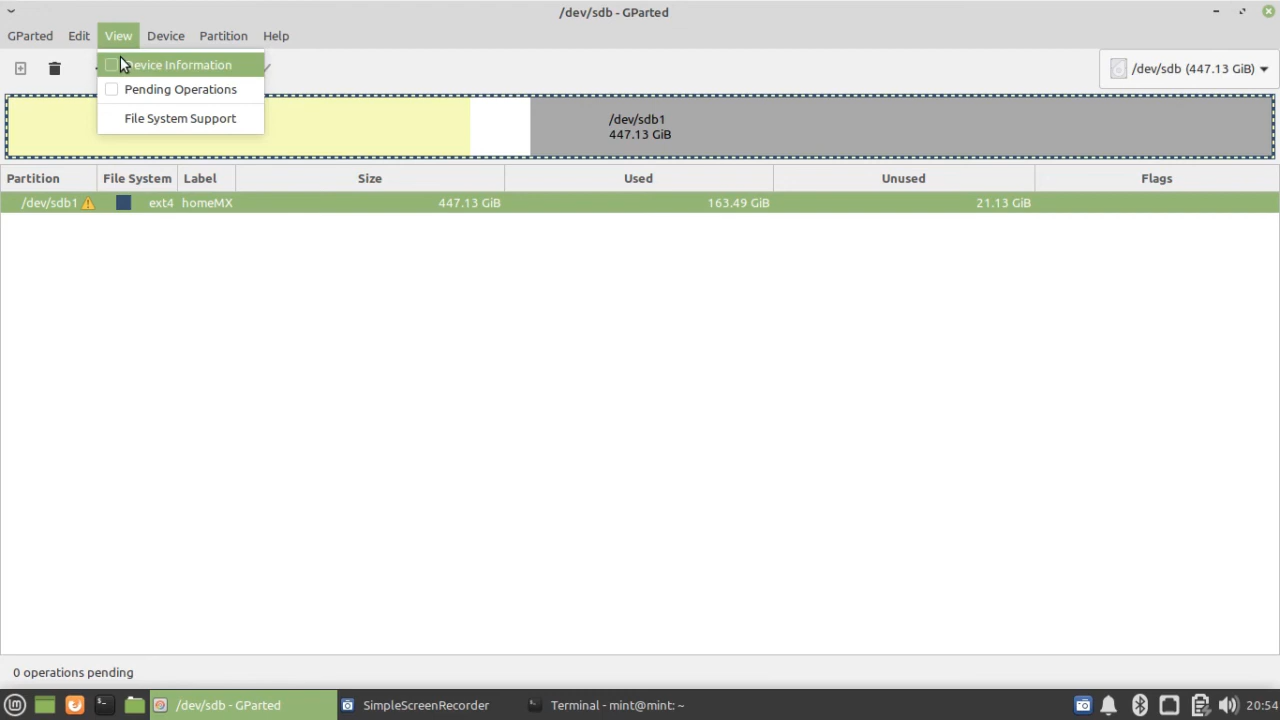 /dev/sdb - GParted
GParted Edit View Device Partition Help
Device Information
Pending Operations
File System Support
/dev/sdb (447.13 GiB)
/dev/sdb1
447.13 GiB
Partition File System Label Size Used Unused Flags
/dev/sdb1 ext4 homeMX 447.13 GiB 163.49 GiB 21.13 GiB
0 operations pending
/dev/sdb - GParted SimpleScreenRecorder Terminal - mint@mint: ~ 20:54